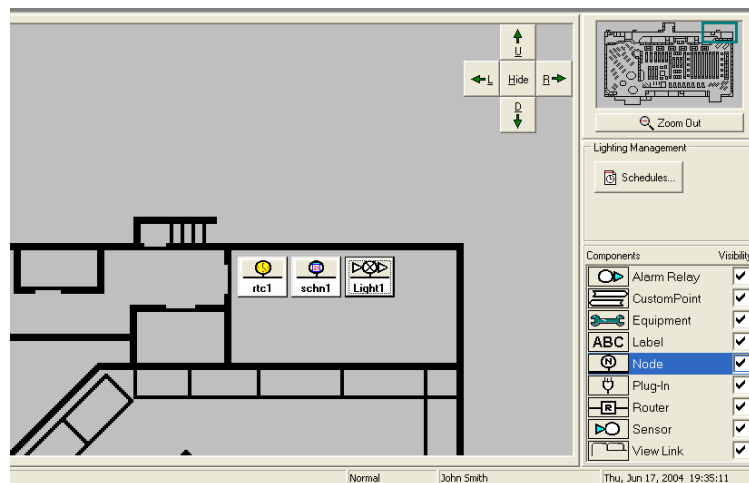 U
L
Hide
R
D
Zoom Out
Lighting Management
Schedules...
rtc1
schn1
Light1
Components Visibility
Alarm Relay
CustomPoint
Equipment
ABC Label
N Node
Plug-In
R Router
Sensor
View Link
Normal John Smith Thu, Jun 17, 2004 19:35:11